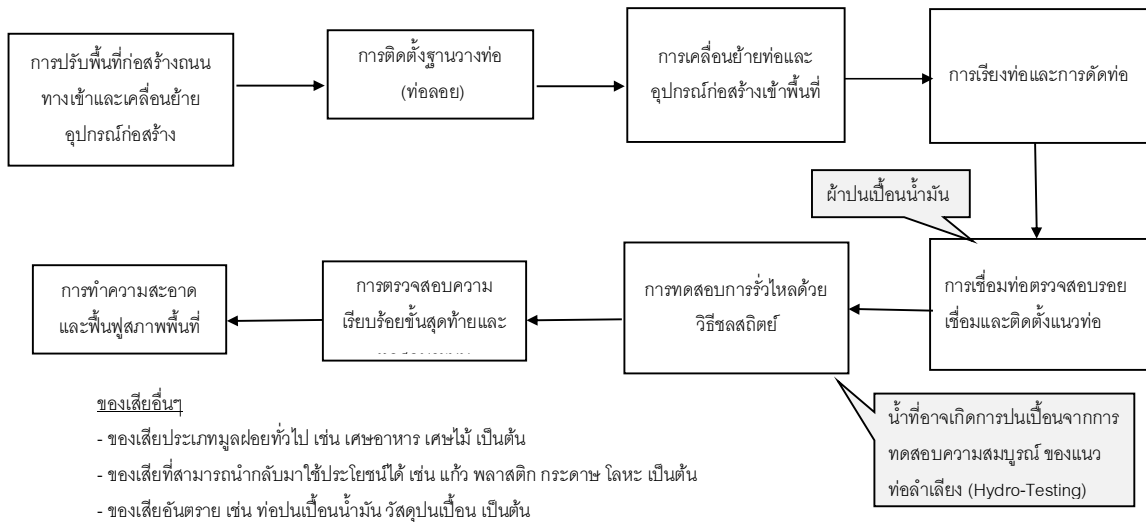 การปรับพื้นที่ก่อสร้างถนน
ทางเข้าและเคลื่อนย้าย
อุปกรณ์ก่อสร้าง
การติดตั้งฐานวางท่อ
(ท่อลอย)
การเคลื่อนย้ายท่อและ
อุปกรณ์ก่อสร้างเข้าพื้นที่
การเรียงท่อและการดัดท่อ
ผ้าปนเปื้อนน้ำมัน
การเชื่อมท่อตรวจสอบรอย
เชื่อมและติดตั้งแนวท่อ
การทดสอบการรั่วไหลด้วย
วิธีชลสถิตย์
การตรวจสอบความ
เรียบร้อยขั้นสุดท้ายและ
การทำความสะอาด
และฟื้นฟูสภาพพื้นที่
น้ำที่อาจเกิดการปนเปื้อนจากการ
ทดสอบความสมบูรณ์ ของแนว
ท่อลำเลียง (Hydro-Testing)
ของเสียอื่นๆ
- ของเสียประเภทมูลฝอยทั่วไป เช่น เศษอาหาร เศษไม้ เป็นต้น
- ของเสียที่สามารถนำกลับมาใช้ประโยชน์ได้ เช่น แก้ว พลาสติก กระดาษ โลหะ เป็นต้น
- ของเสียอันตราย เช่น ท่อปนเปื้อนน้ำมัน วัสดุปนเปื้อน เป็นต้น